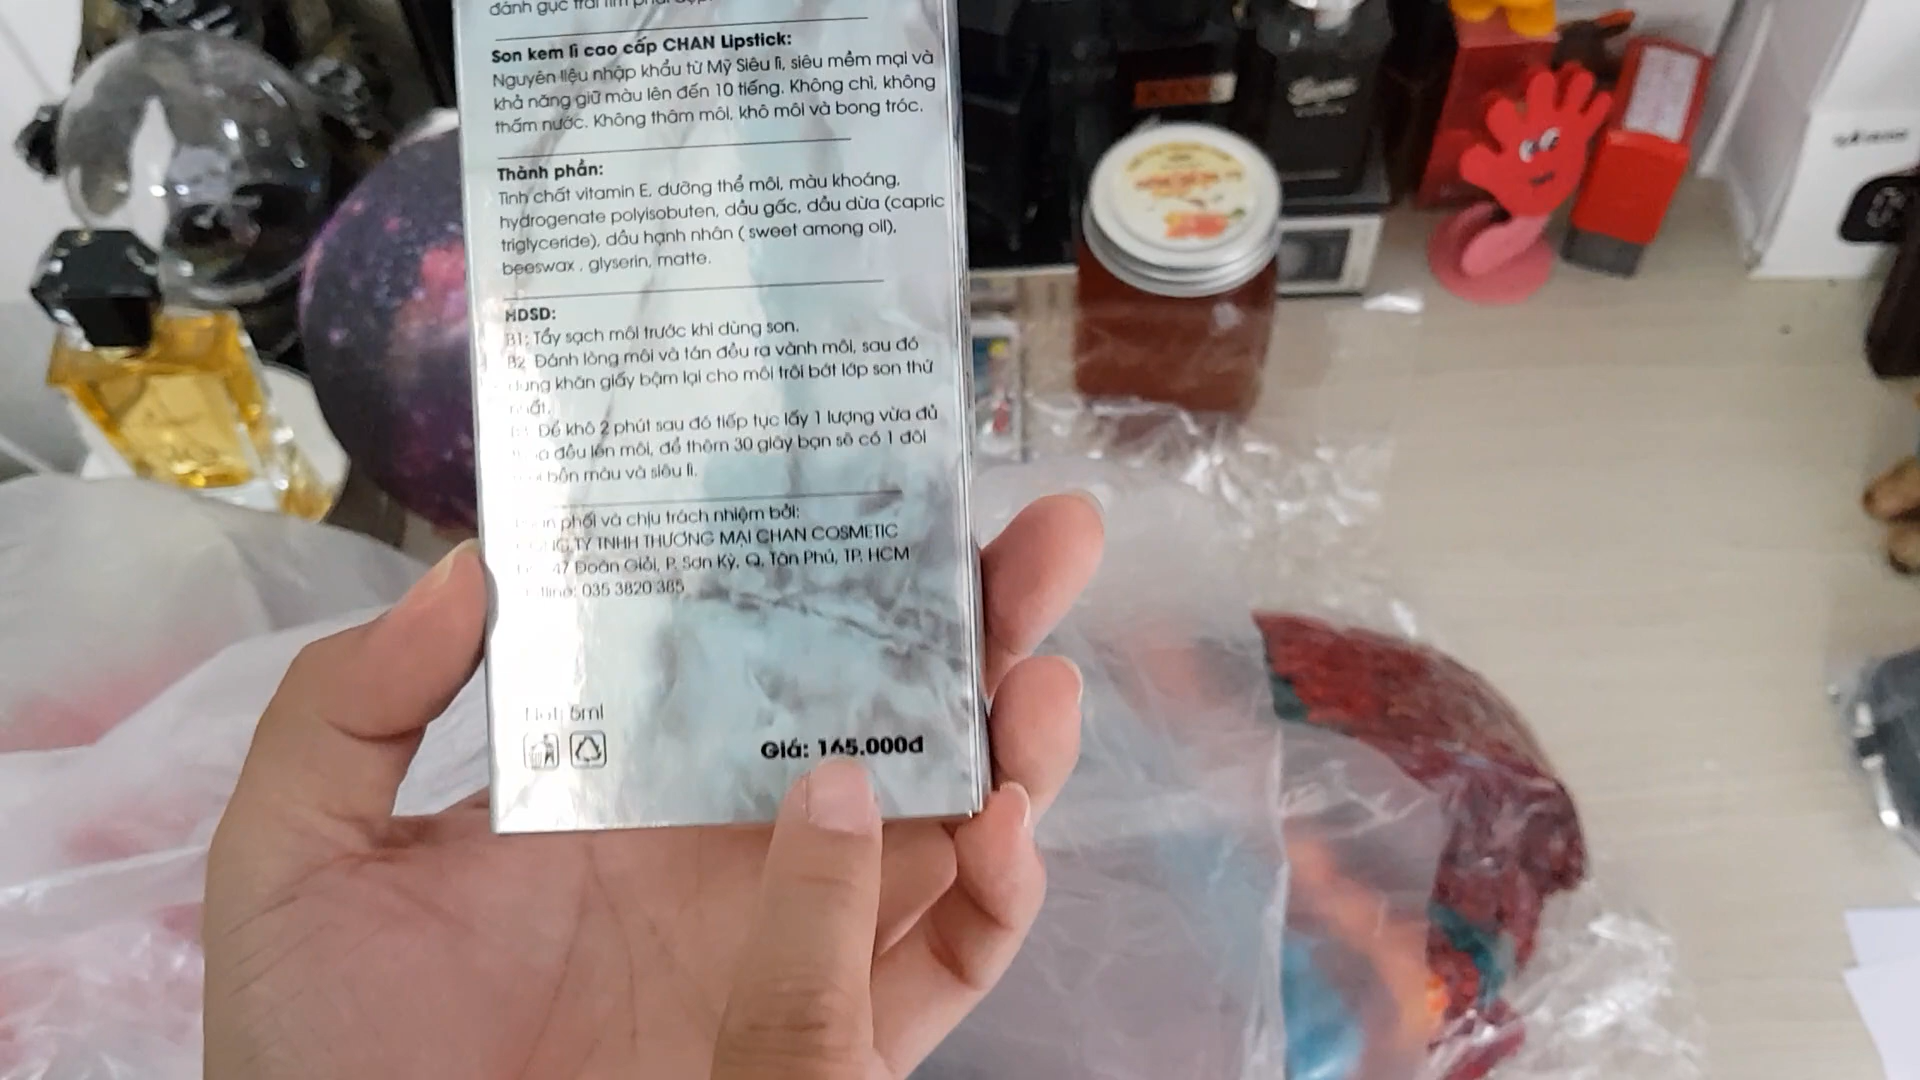 đánh gục trái tim phái đẹp.
Son kem lì cao cấp CHAN Lipstick:
Nguyên liệu nhập khẩu từ Mỹ Siêu lì, siêu mềm mại và
khả năng giữ màu lên đến 10 tiếng. Không chì, không
thấm nước. Không thâm môi, khô môi và bong tróc.
Thành phần:
Tinh chất vitamin E, dưỡng thể môi, màu khoáng,
hydrogenate polyisobuten, dầu gấc, dầu dừa (capric
triglyceride), dầu hạnh nhân ( sweet among oil),
beeswax , glyserin, matte.
HDSD:
B1: Tẩy sạch môi trước khi dùng son.
B2 Đánh lòng môi và tán đều ra vành môi, sau đó
dùng khăn giấy bậm lại cho môi trôi bớt lớp son thứ
nhất.
Để khô 2 phút sau đó tiếp tục lấy 1 lượng vừa đủ
đều lên môi, để thêm 30 giây bạn sẽ có 1 đôi
bền màu và siêu lì.
phối và chịu trách nhiệm bởi:
TY TNHH THƯƠNG MẠI CHAN COSMETIC
47 Đoàn Giỏi, P. Sơn Kỳ, Q. Tân Phú, TP. HCM
035 3820 385
5ml
Giá: 165.000đ